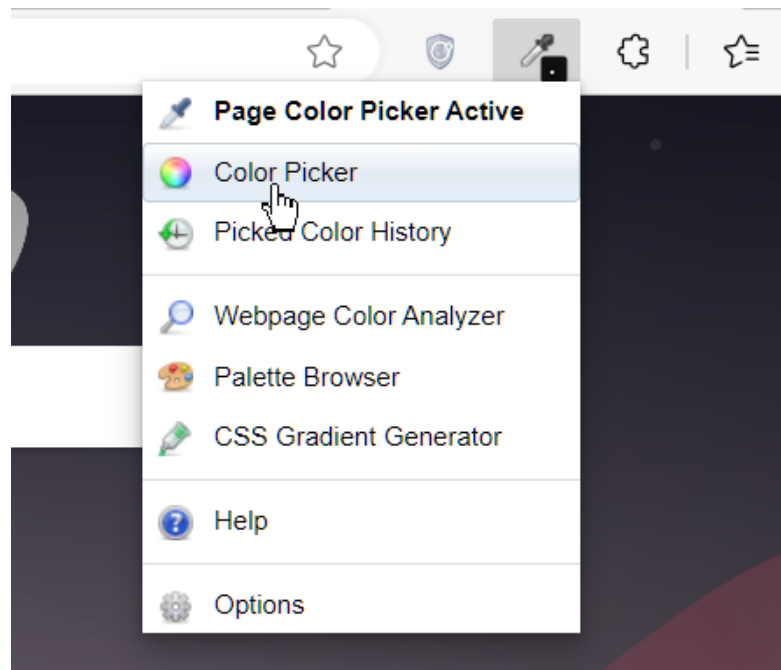 Page Color Picker Active
Color Picker
Picked Color History
Webpage Color Analyzer
Palette Browser
CSS Gradient Generator
Help
Options